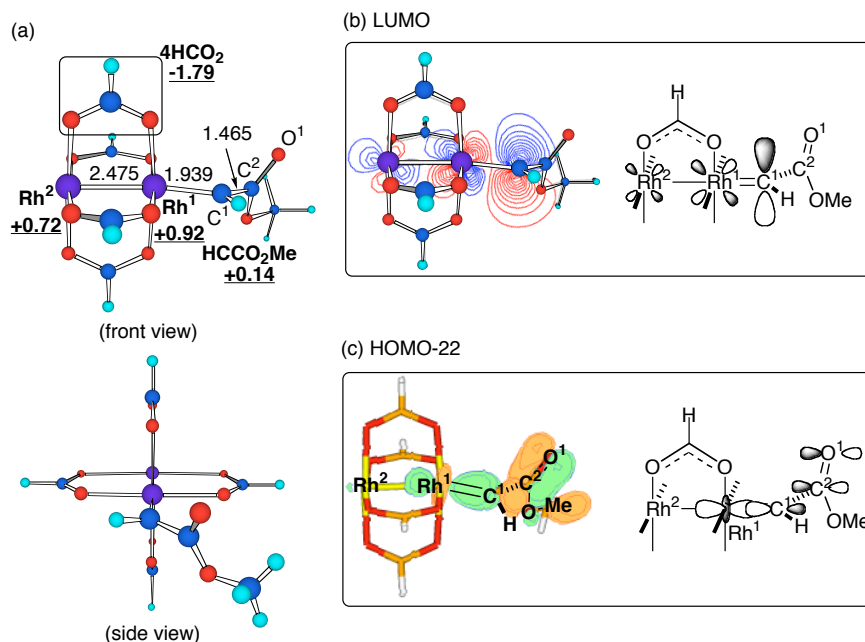 (a)
4HCO₂
-1.79
1.465
O¹
C²
2.475
1.939
Rh²
Rh¹
C¹
+0.72
+0.92
HCCO₂Me
+0.14
(front view)
(side view)
(b) LUMO
H
O O
O¹
C²
Rh² Rh¹ C
H
OMe
(c) HOMO-22
O¹
C²
Rh² Rh¹ C¹
O-Me
H
H
O O
O¹
C²
Rh² C
H
OMe
Rh¹